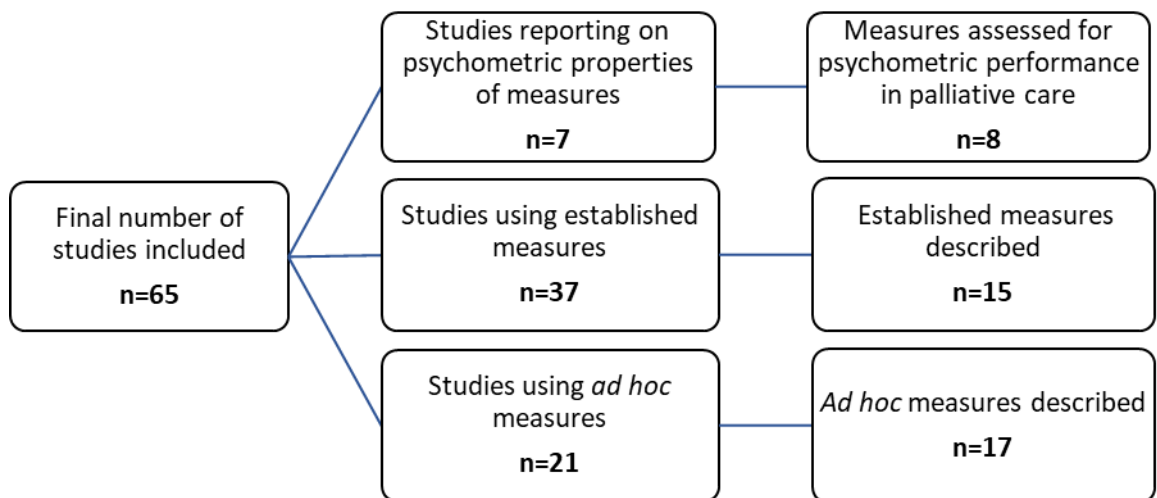 Studies reporting on
psychometric properties
of measures
n=7
Measures assessed for
psychometric performance
in palliative care
n=8
Final number of
studies included
n=65
Studies using established
measures
n=37
Established measures
described
n=15
Studies using ad hoc
measures
n=21
Ad hoc measures described
n=17